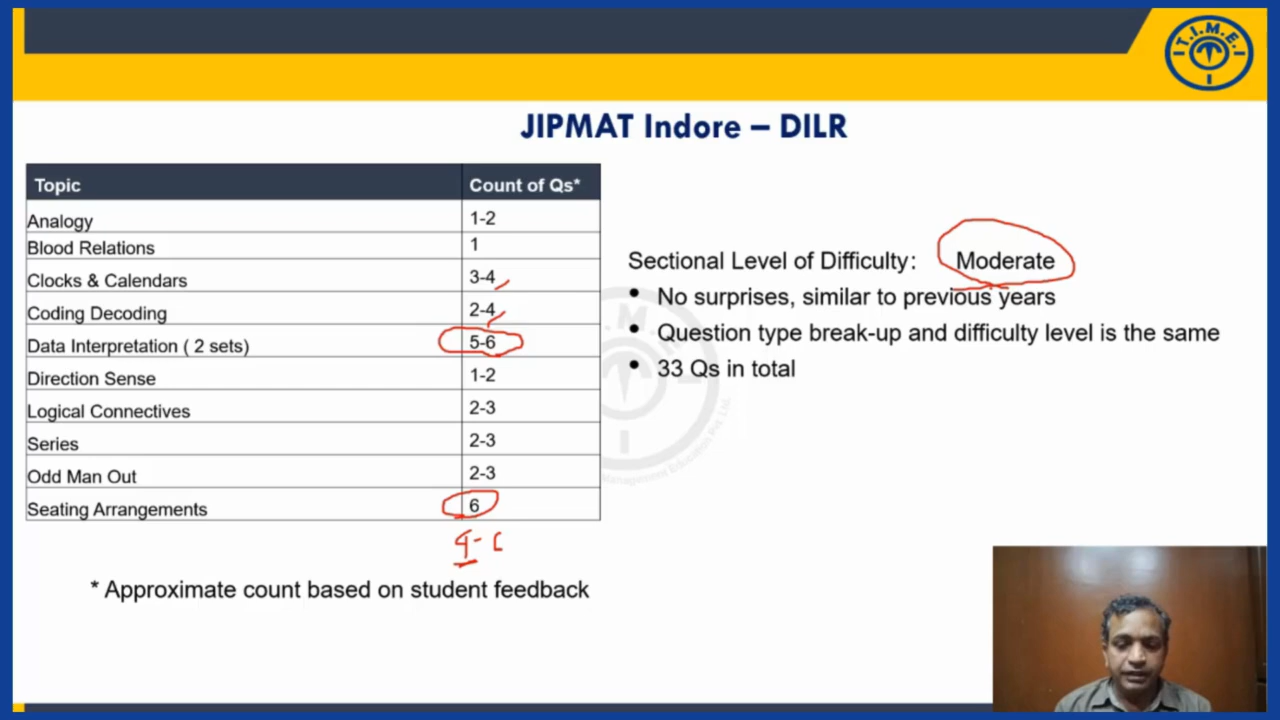 T.I.M.E.
JIPMAT Indore – DILR
Topic Count of Qs*
Analogy 1-2
Blood Relations 1
Clocks & Calendars 3-4
Coding Decoding 2-4
Data Interpretation ( 2 sets) 5-6
Direction Sense 1-2
Logical Connectives 2-3
Series 2-3
Odd Man Out 2-3
Seating Arrangements 6
* Approximate count based on student feedback
Sectional Level of Difficulty: Moderate
• No surprises, similar to previous years
• Question type break-up and difficulty level is the same
• 33 Qs in total